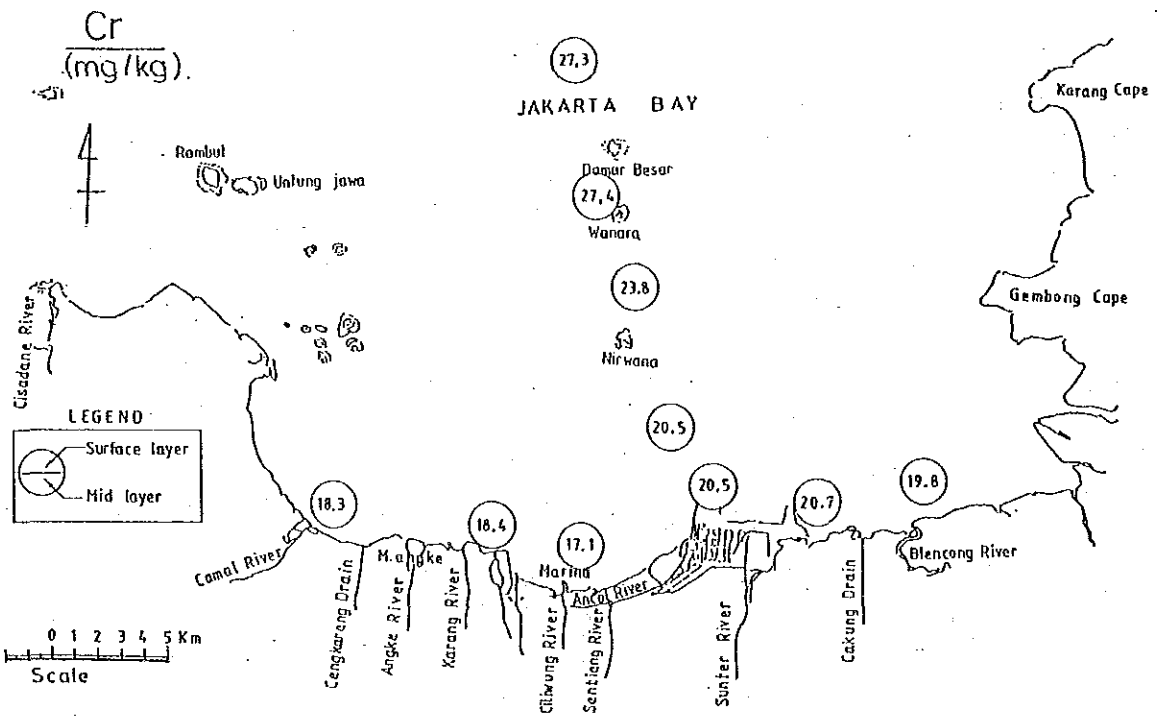 Cr
(mg/kg).
27,3
JAKARTA BAY
Karang Cape
Rambut
Untung jawa
Damar Besar
27,4
Wanara
23.8
Gembong Cape
Nirwana
Cisadane River
LEGEND
Surface layer
Mid layer
20.5
18.3
18.4
17.1
20,5
20.7
19.8
Camal River
M.angke
Marina
Ancol River
Blencong River
Cengkareng Drain
Angke River
Karang River
Ciliwung River
Sentiang River
Sunter River
Cakung Drain
0 1 2 3 4 5 Km
Scale